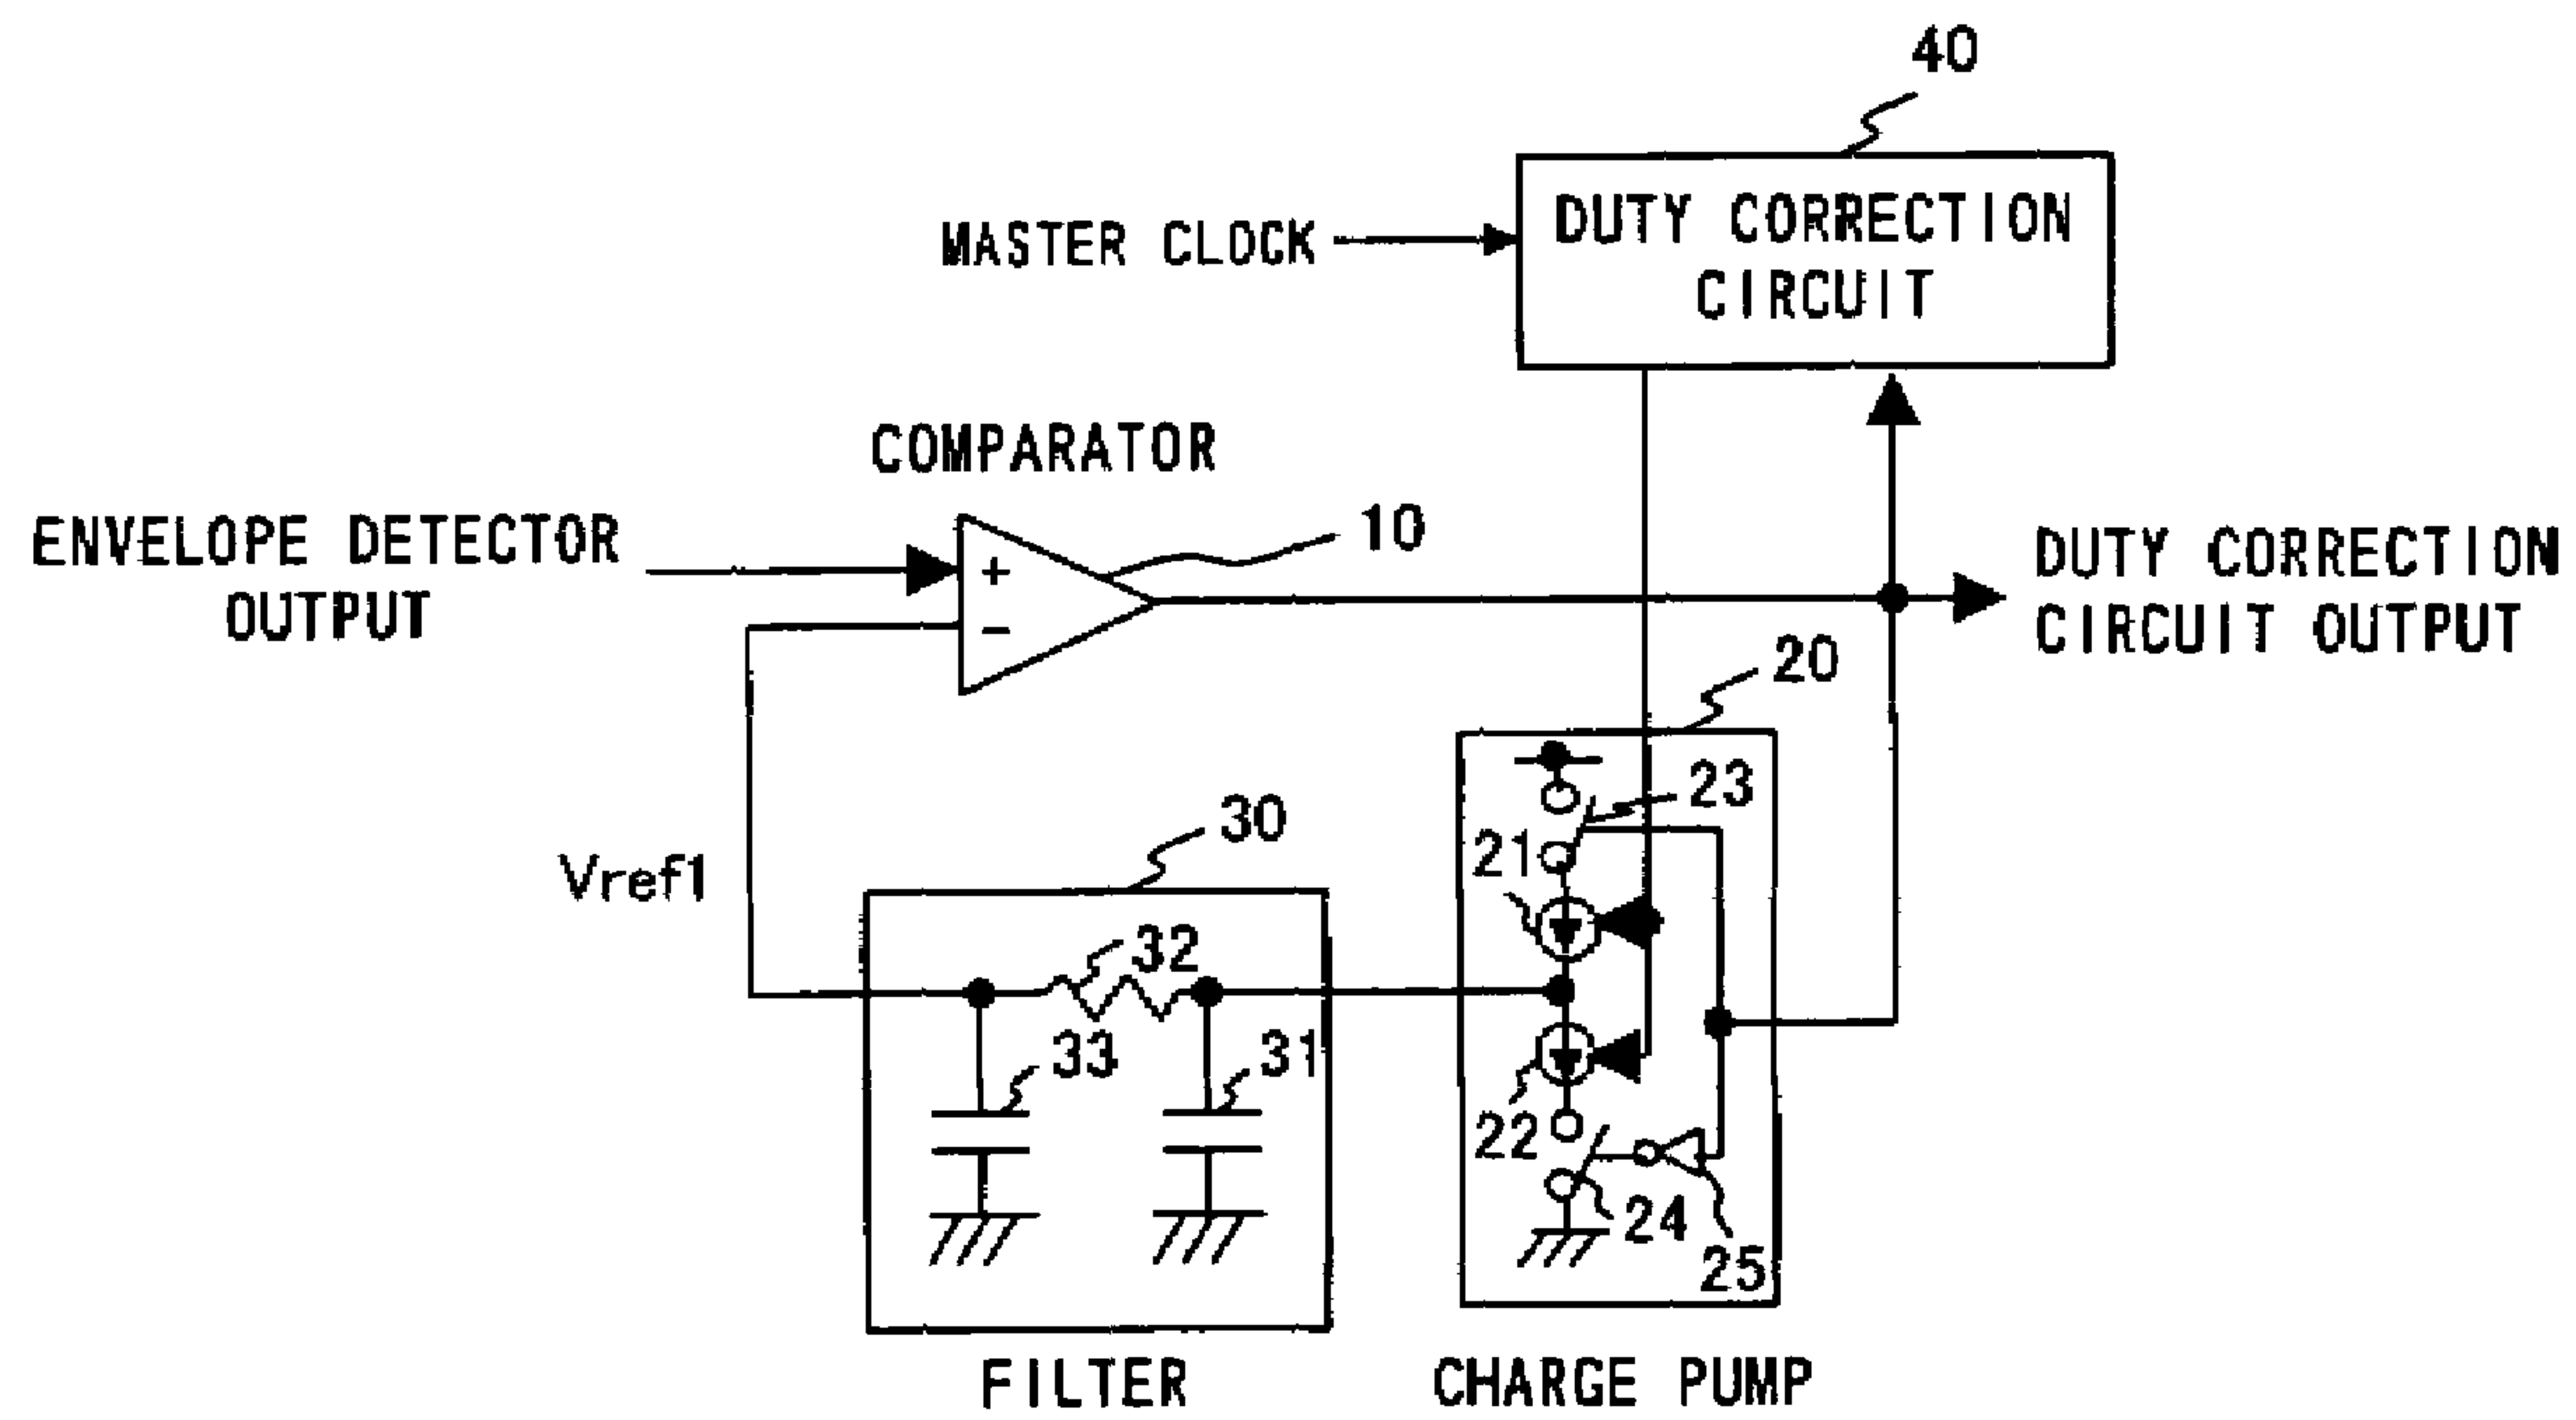 40
DUTY CORRECTION
CIRCUIT
MASTER CLOCK
COMPARATOR
10
ENVELOPE DETECTOR
OUTPUT
+
−
DUTY CORRECTION
CIRCUIT OUTPUT
20
23
21
30
Vref1
32
33
31
22
24
25
FILTER
CHARGE PUMP